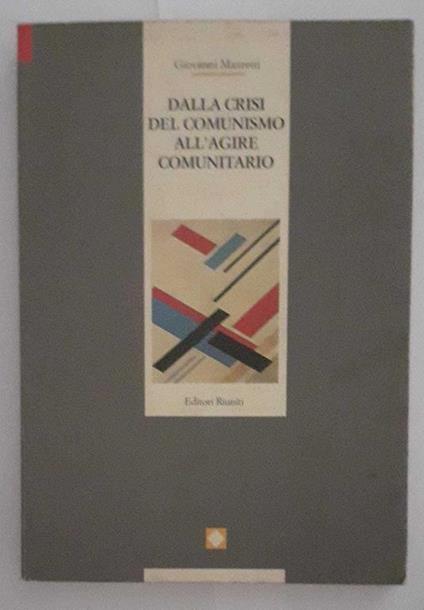 Giovanni Mazzetti
DALLA CRISI
DEL COMUNISMO
ALL'AGIRE
COMUNITARIO
Editori Riuniti